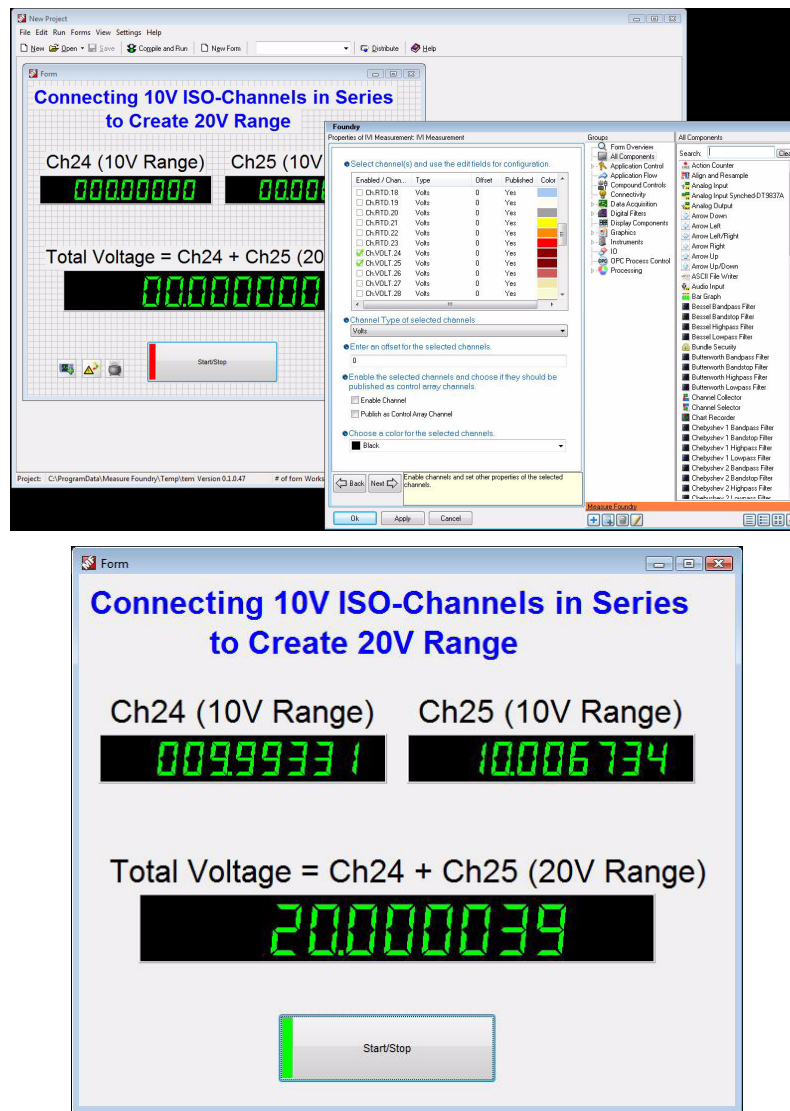 New Project
File Edit Run Forms View Settings Help
New Open Save Compile and Run New Form Distribute Help
Form
Connecting 10V ISO-Channels in Series
to Create 20V Range
Ch24 (10V Range) Ch25 (10V
000.00000 00.00
Total Voltage = Ch24 + Ch25 (20
00.000000
Start/Stop
Project: C:\ProgramData\Measure Foundry\Temp\tem Version 0.1.0.47 # of form Works
Foundry
Properties of IVI Measurement: IVI Measurement
Select channel(s) and use the edit fields for configuration.
Enabled / Chan... Type Offset Published Color
Ch.RTD.18 Volts 0 Yes
Ch.RTD.19 Volts 0 Yes
Ch.RTD.20 Volts 0 Yes
Ch.RTD.21 Volts 0 Yes
Ch.RTD.22 Volts 0 Yes
Ch.RTD.23 Volts 0 Yes
Ch.VOLT.24 Volts 0 Yes
Ch.VOLT.25 Volts 0 Yes
Ch.VOLT.26 Volts 0 Yes
Ch.VOLT.27 Volts 0 Yes
Ch.VOLT.28 Volts 0 Yes
Channel Type of selected channels
Volts
Enter an offset for the selected channels.
0
Enable the selected channels and choose if they should be
published as control array channels.
Enable Channel
Publish as Control Array Channel
Choose a color for the selected channels.
Black
Back Next
Enable channels and set other properties of the selected
channels.
Ok Apply Cancel
Groups
Form Overview
All Components
Application Control
Application Flow
Compound Controls
Connectivity
Data Acquisition
Digital Filters
Display Components
Graphics
Instruments
IO
OPC Process Control
Processing
Measure Foundry
All Components
Search: Clea
Action Counter
Align and Resample
Analog Input
Analog Input Synched-DT9837A
Analog Output
Arrow Down
Arrow Left
Arrow Left/Right
Arrow Right
Arrow Up
Arrow Up/Down
ASCII File Writer
Audio Input
Bar Graph
Bessel Bandpass Filter
Bessel Bandstop Filter
Bessel Highpass Filter
Bessel Lowpass Filter
Bundle Security
Butterworth Bandpass Filter
Butterworth Bandstop Filter
Butterworth Highpass Filter
Butterworth Lowpass Filter
Channel Collector
Channel Selector
Chart Recorder
Chebyshev 1 Bandpass Filter
Chebyshev 1 Bandstop Filter
Chebyshev 1 Highpass Filter
Chebyshev 1 Lowpass Filter
Chebyshev 2 Bandpass Filter
Chebyshev 2 Bandstop Filter
Chebyshev 2 Highpass Filter
Chebyshev 2 Lowpass Filter
Form
Connecting 10V ISO-Channels in Series
to Create 20V Range
Ch24 (10V Range) Ch25 (10V Range)
009.99331 10.006734
Total Voltage = Ch24 + Ch25 (20V Range)
20.000039
Start/Stop